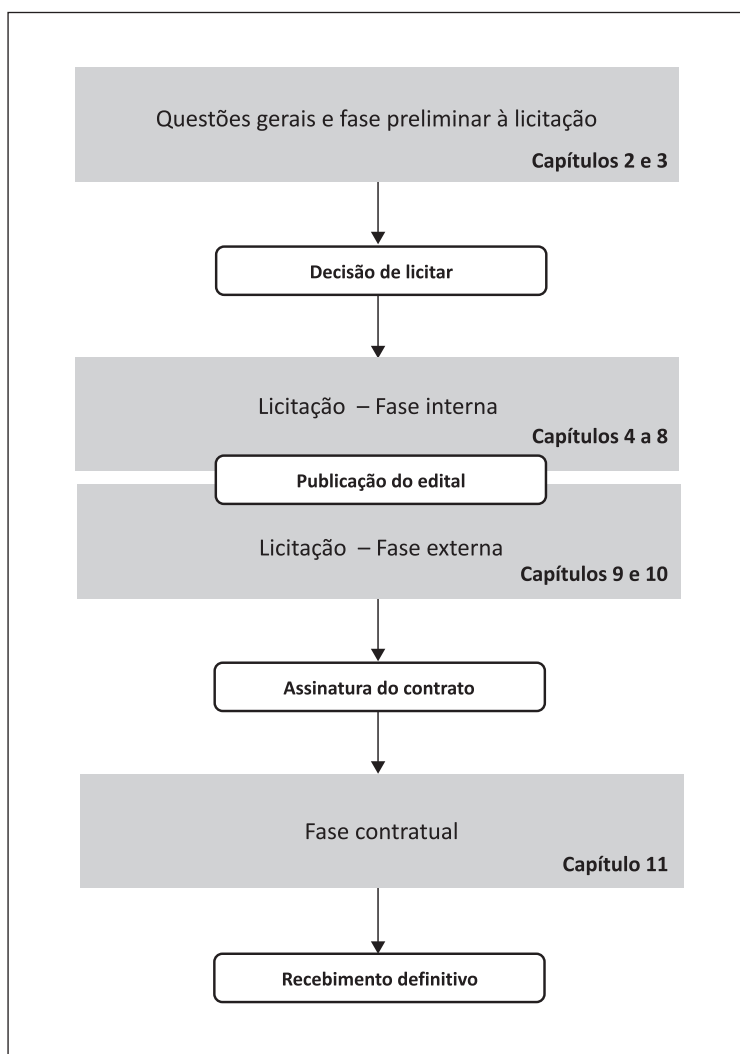 Questões gerais e fase preliminar à licitação
Capítulos 2 e 3
Decisão de licitar
Licitação – Fase interna
Capítulos 4 a 8
Publicação do edital
Licitação – Fase externa
Capítulos 9 e 10
Assinatura do contrato
Fase contratual
Capítulo 11
Recebimento definitivo